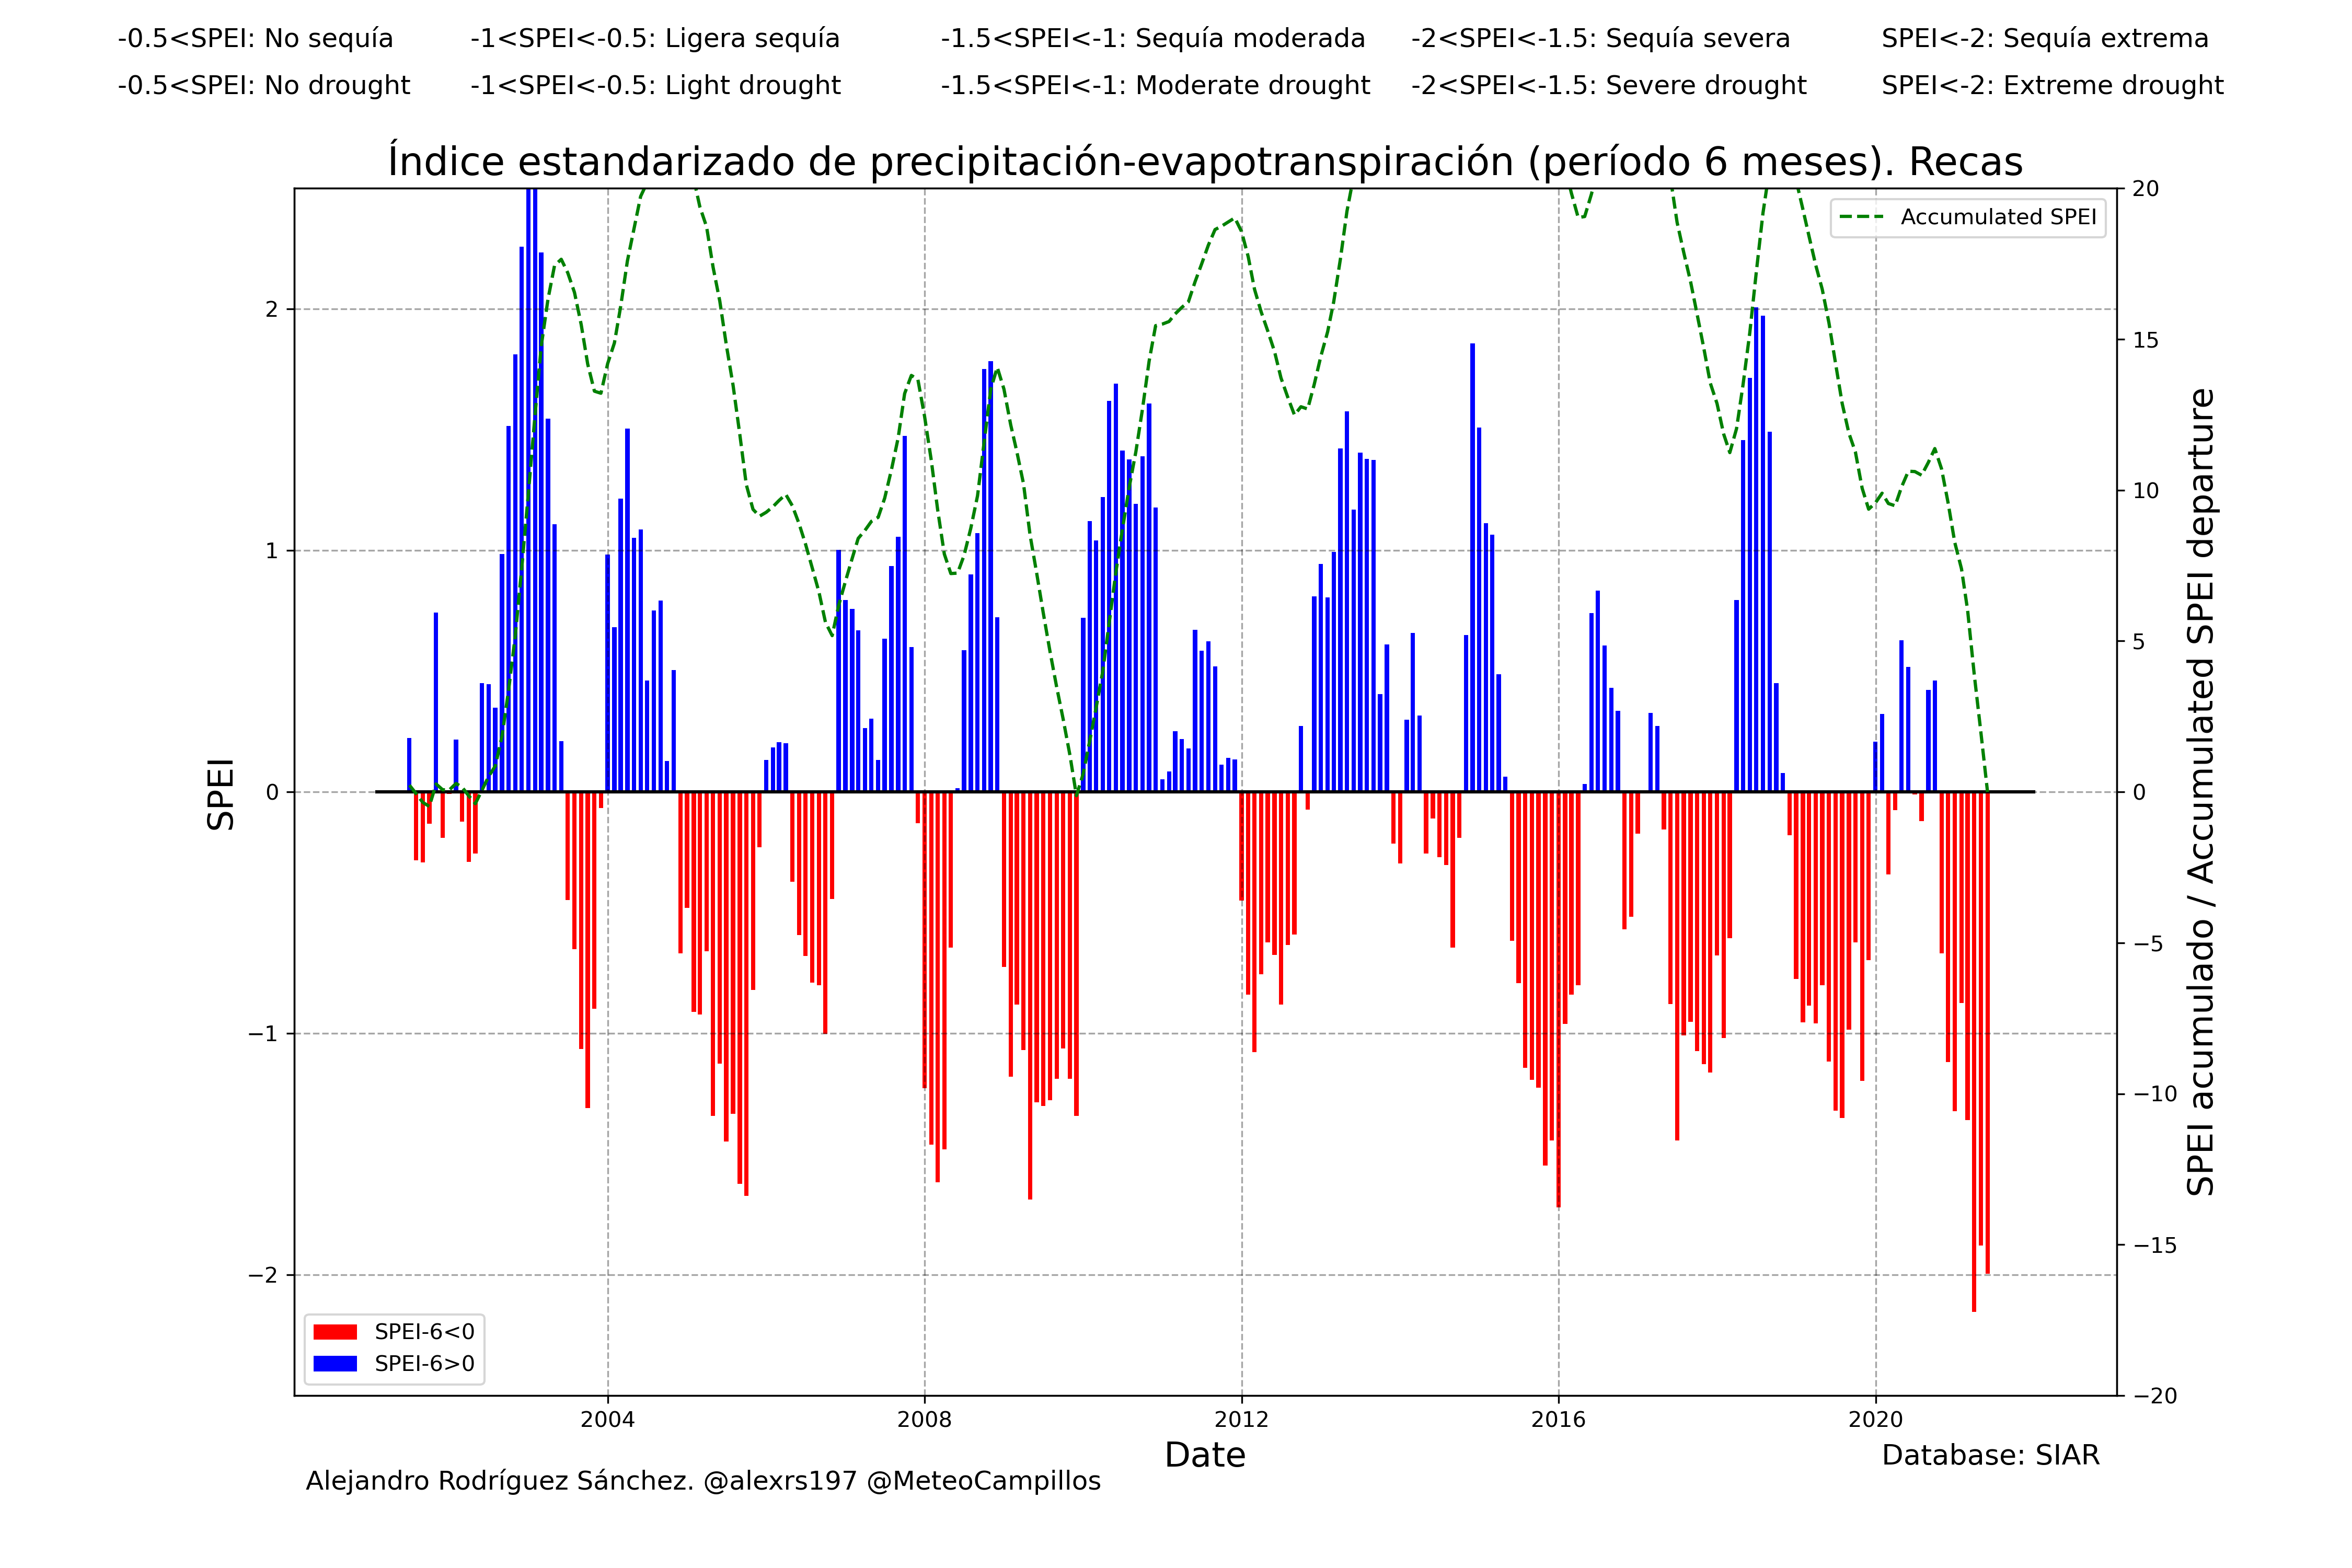 -0.5<SPEI: No sequía -1<SPEI<-0.5: Ligera sequía -1.5<SPEI<-1: Sequía moderada -2<SPEI<-1.5: Sequía severa SPEI<-2: Sequía extrema
-0.5<SPEI: No drought -1<SPEI<-0.5: Light drought -1.5<SPEI<-1: Moderate drought -2<SPEI<-1.5: Severe drought SPEI<-2: Extreme drought
Índice estandarizado de precipitación-evapotranspiración (período 6 meses). Recas
Accumulated SPEI
SPEI
2
1
0
−1
−2
20
15
10
5
0
−5
−10
−15
−20
SPEI acumulado / Accumulated SPEI departure
SPEI-6<0
SPEI-6>0
2004 2008 2012 2016 2020
Date
Database: SIAR
Alejandro Rodríguez Sánchez. @alexrs197 @MeteoCampillos